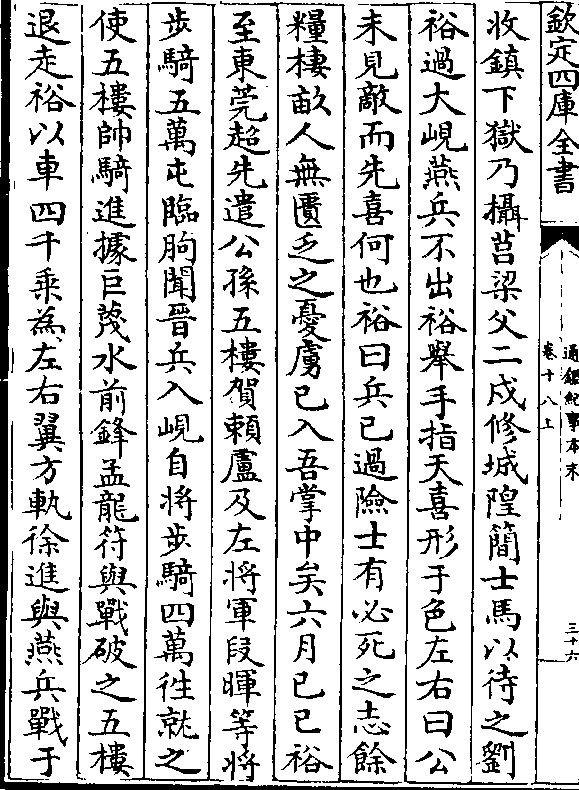 欽定四庫全書
通鑑紀事本末
卷十八上
三十六
收鎮下獄乃攝莒梁父二戍修城隍簡士馬以待之劉
裕過大峴燕兵不出裕舉手指天喜形于色左右曰公
未見敵而先喜何也裕曰兵已過險士有必死之志餘
糧棲畝人無匱乏之憂虜已入吾掌中矣六月己巳裕
至東莞超先遣公孫五樓賀賴盧及左將軍段暉等將
步騎五萬屯臨朐聞晉兵入峴自將步騎四萬徃就之
使五樓帥騎進據巨蔑水前鋒孟龍符與戰破之五樓
退走裕以車四千乘為左右翼方軌徐進與燕兵戰于